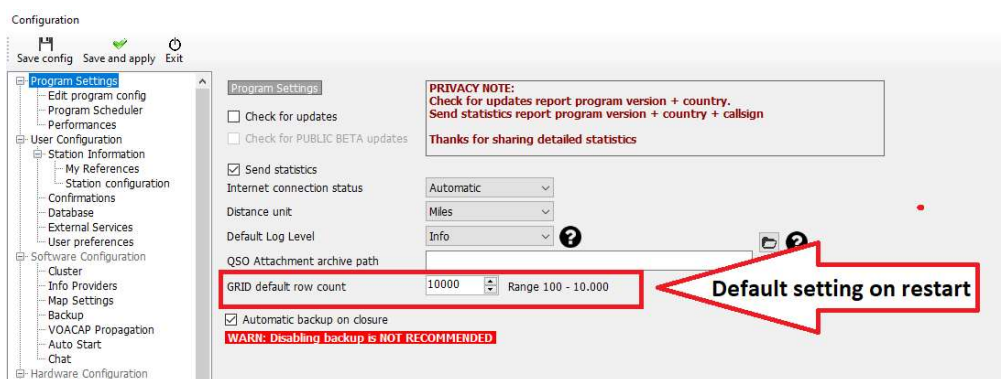 Configuration
Save config Save and apply Exit
Program Settings
Edit program config
Program Scheduler
Performances
User Configuration
Station Information
My References
Station configuration
Confirmations
Database
External Services
User preferences
Software Configuration
Cluster
Info Providers
Map Settings
Backup
VOACAP Propagation
Auto Start
Chat
Hardware Configuration
Program Settings
Check for updates
Check for PUBLIC BETA updates
PRIVACY NOTE:
Check for updates report program version + country.
Send statistics report program version + country + callsign
Thanks for sharing detailed statistics
Send statistics
Internet connection status Automatic
Distance unit Miles
Default Log Level Info ?
QSO Attachment archive path ?
GRID default row count 10000 Range 100 - 10.000
Default setting on restart
Automatic backup on closure
WARN: Disabling backup is NOT RECOMMENDED